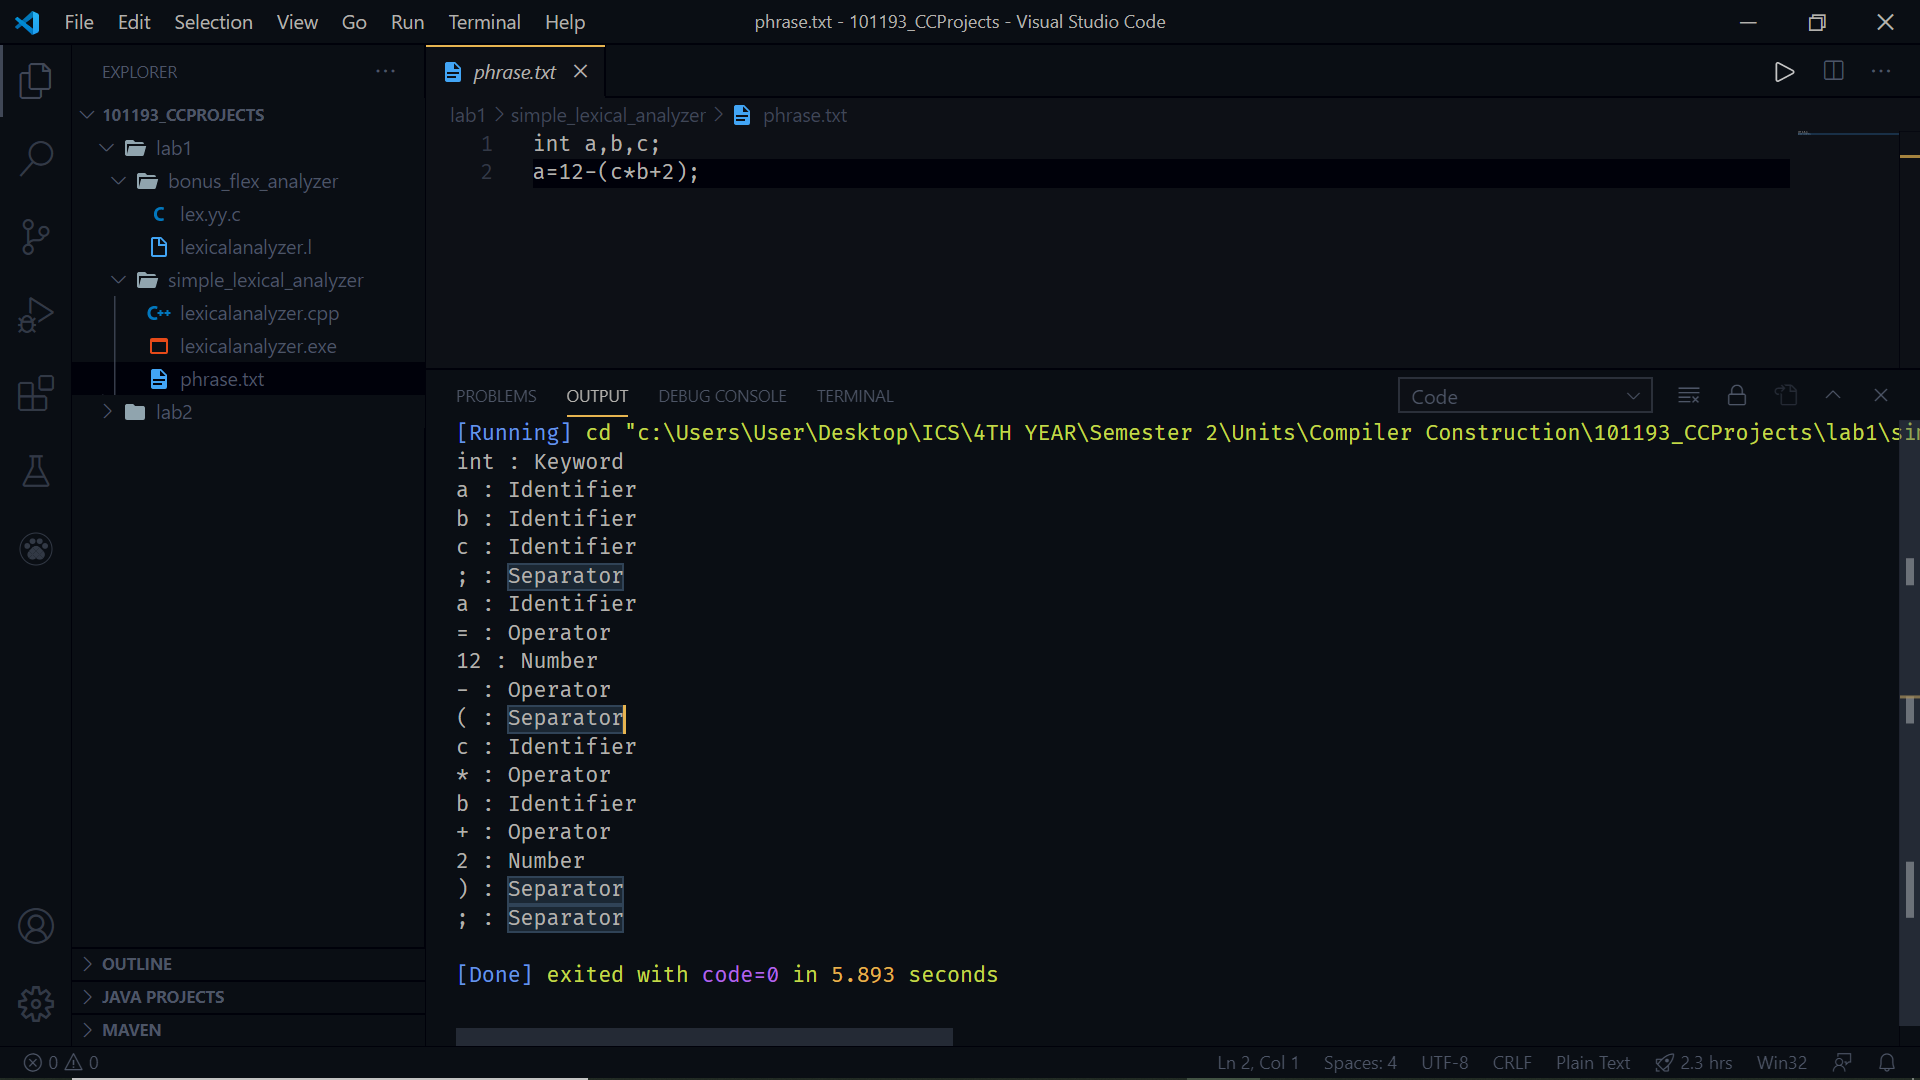 File Edit Selection View Go Run Terminal Help
phrase.txt - 101193_CCProjects - Visual Studio Code
EXPLORER
101193_CCPROJECTS
lab1
bonus_flex_analyzer
lex.yy.c
lexicalanalyzer.l
simple_lexical_analyzer
lexicalanalyzer.cpp
lexicalanalyzer.exe
phrase.txt
lab2
OUTLINE
JAVA PROJECTS
MAVEN
phrase.txt
lab1 > simple_lexical_analyzer > phrase.txt
1 int a,b,c;
2 a=12-(c*b+2);
PROBLEMS OUTPUT DEBUG CONSOLE TERMINAL
Code
[Running] cd "c:\Users\User\Desktop\ICS\4TH YEAR\Semester 2\Units\Compiler Construction\101193_CCProjects\lab1\sim
int : Keyword
a : Identifier
b : Identifier
c : Identifier
; : Separator
a : Identifier
= : Operator
12 : Number
- : Operator
( : Separator
c : Identifier
* : Operator
b : Identifier
+ : Operator
2 : Number
) : Separator
; : Separator
[Done] exited with code=0 in 5.893 seconds
0 0
Ln 2, Col 1 Spaces: 4 UTF-8 CRLF Plain Text 2.3 hrs Win32